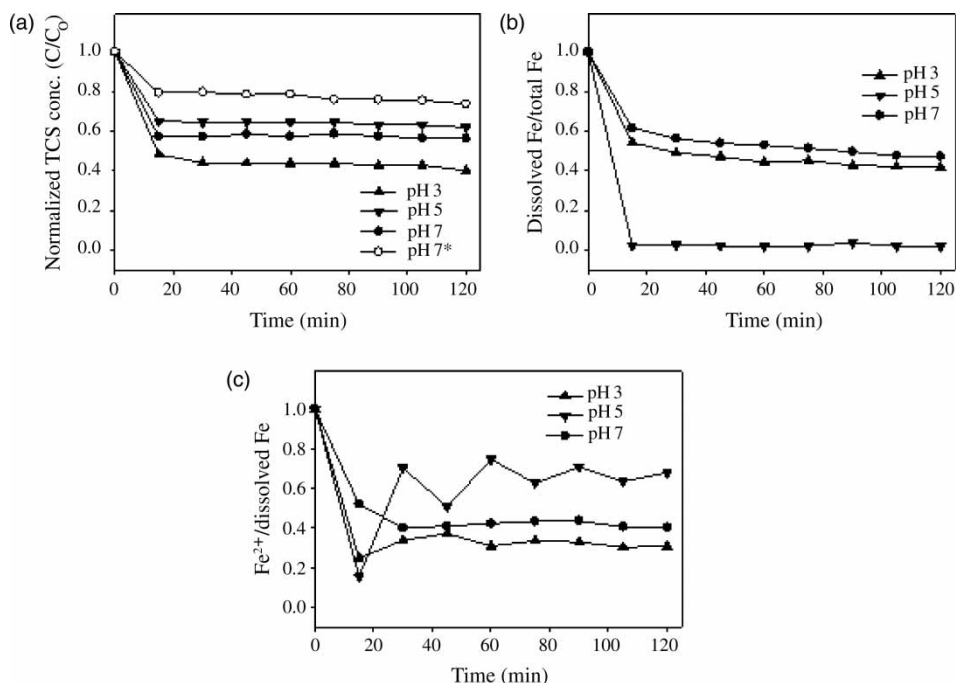 (a)
Normalized TCS conc. (C/C₀)
1.0
0.8
0.6
0.4
0.2
0.0
pH 3
pH 5
pH 7
pH 7*
0 20 40 60 80 100 120
Time (min)
(b)
Dissolved Fe/total Fe
1.0
0.8
0.6
0.4
0.2
0.0
pH 3
pH 5
pH 7
0 20 40 60 80 100 120
Time (min)
(c)
Fe²⁺/dissolved Fe
1.0
0.8
0.6
0.4
0.2
0.0
pH 3
pH 5
pH 7
0 20 40 60 80 100 120
Time (min)